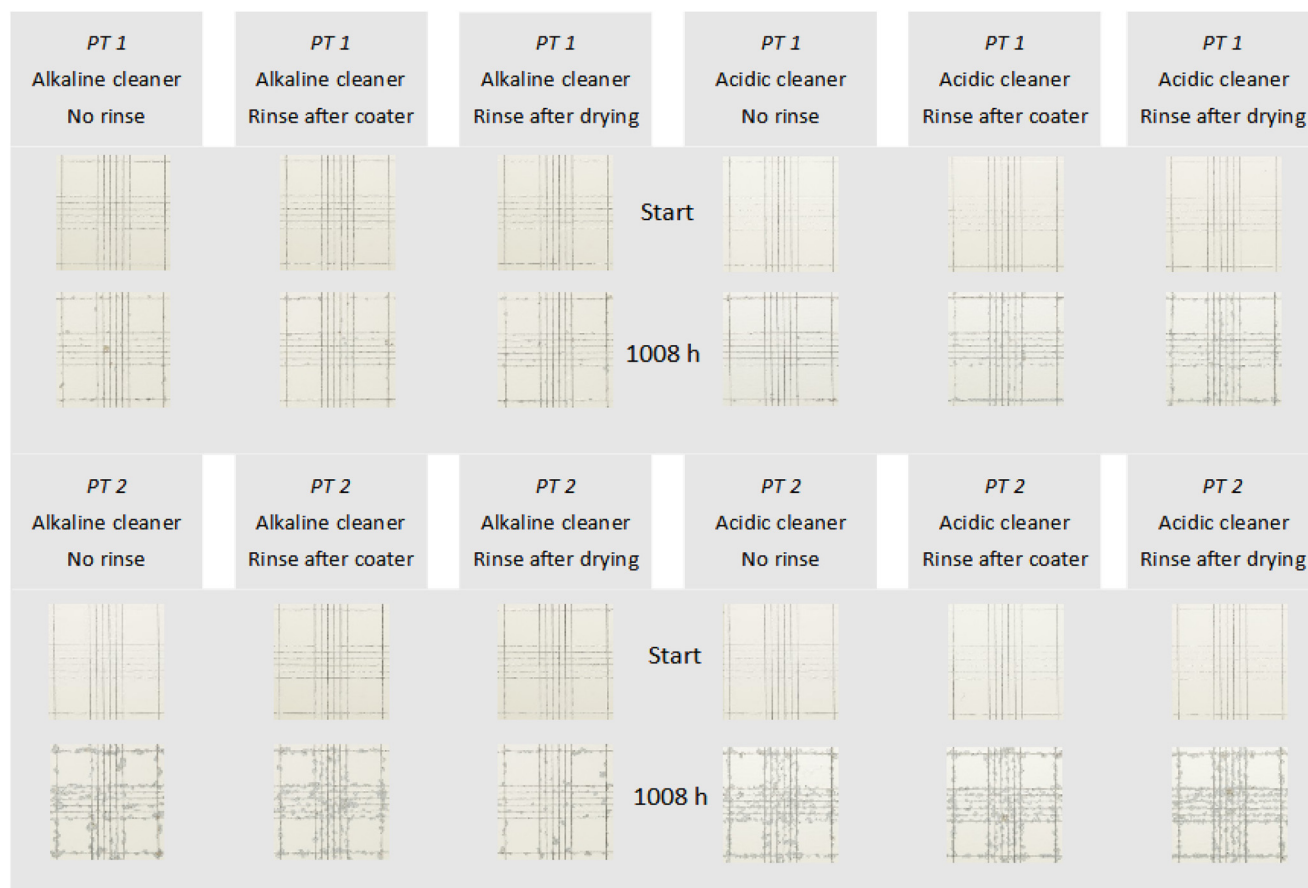 PT 1
Alkaline cleaner
No rinse
PT 1
Alkaline cleaner
Rinse after coater
PT 1
Alkaline cleaner
Rinse after drying
PT 1
Acidic cleaner
No rinse
PT 1
Acidic cleaner
Rinse after coater
PT 1
Acidic cleaner
Rinse after drying
Start
1008 h
PT 2
Alkaline cleaner
No rinse
PT 2
Alkaline cleaner
Rinse after coater
PT 2
Alkaline cleaner
Rinse after drying
PT 2
Acidic cleaner
No rinse
PT 2
Acidic cleaner
Rinse after coater
PT 2
Acidic cleaner
Rinse after drying
Start
1008 h